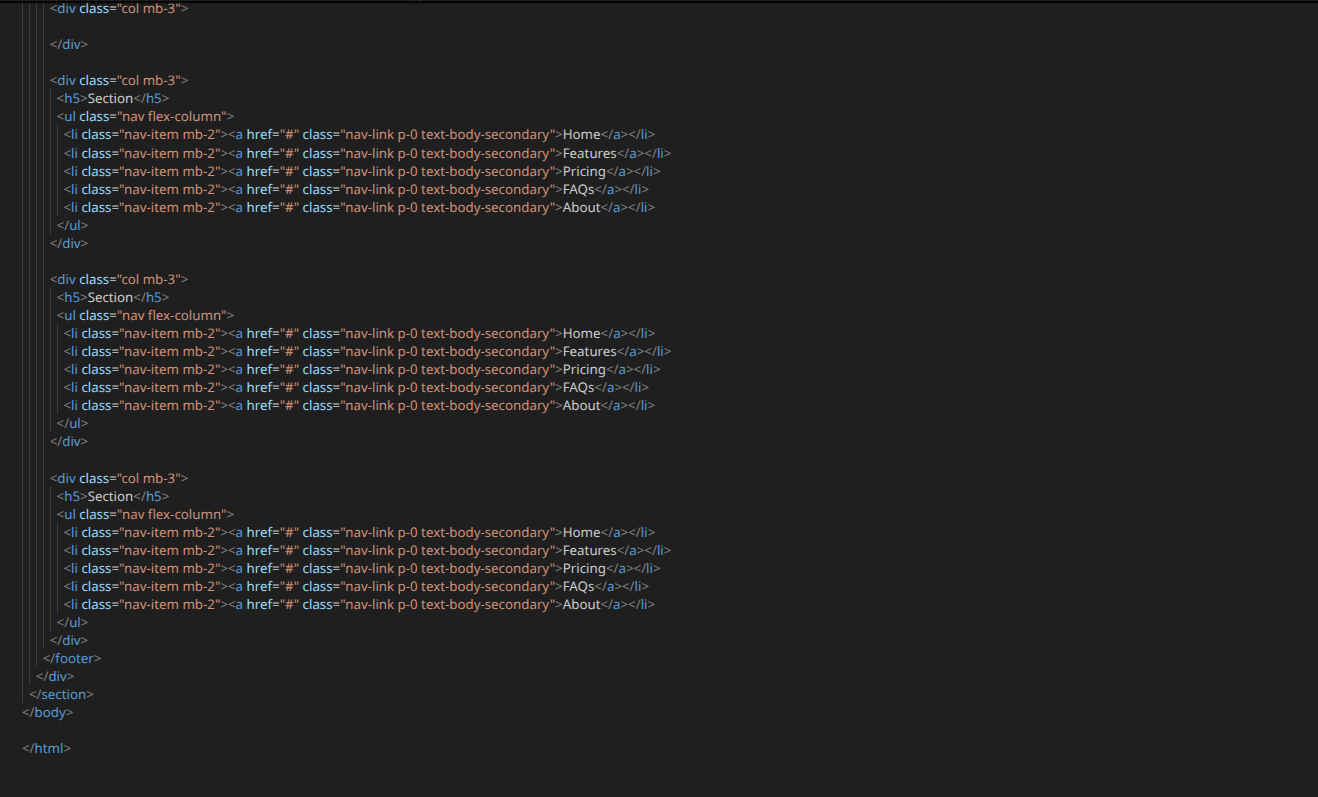 <div class="col mb-3">
</div>
<div class="col mb-3">
<h5>Section</h5>
<ul class="nav flex-column">
<li class="nav-item mb-2"><a href="#" class="nav-link p-0 text-body-secondary">Home</a></li>
<li class="nav-item mb-2"><a href="#" class="nav-link p-0 text-body-secondary">Features</a></li>
<li class="nav-item mb-2"><a href="#" class="nav-link p-0 text-body-secondary">Pricing</a></li>
<li class="nav-item mb-2"><a href="#" class="nav-link p-0 text-body-secondary">FAQs</a></li>
<li class="nav-item mb-2"><a href="#" class="nav-link p-0 text-body-secondary">About</a></li>
</ul>
</div>
<div class="col mb-3">
<h5>Section</h5>
<ul class="nav flex-column">
<li class="nav-item mb-2"><a href="#" class="nav-link p-0 text-body-secondary">Home</a></li>
<li class="nav-item mb-2"><a href="#" class="nav-link p-0 text-body-secondary">Features</a></li>
<li class="nav-item mb-2"><a href="#" class="nav-link p-0 text-body-secondary">Pricing</a></li>
<li class="nav-item mb-2"><a href="#" class="nav-link p-0 text-body-secondary">FAQs</a></li>
<li class="nav-item mb-2"><a href="#" class="nav-link p-0 text-body-secondary">About</a></li>
</ul>
</div>
<div class="col mb-3">
<h5>Section</h5>
<ul class="nav flex-column">
<li class="nav-item mb-2"><a href="#" class="nav-link p-0 text-body-secondary">Home</a></li>
<li class="nav-item mb-2"><a href="#" class="nav-link p-0 text-body-secondary">Features</a></li>
<li class="nav-item mb-2"><a href="#" class="nav-link p-0 text-body-secondary">Pricing</a></li>
<li class="nav-item mb-2"><a href="#" class="nav-link p-0 text-body-secondary">FAQs</a></li>
<li class="nav-item mb-2"><a href="#" class="nav-link p-0 text-body-secondary">About</a></li>
</ul>
</div>
</footer>
</div>
</section>
</body>
</html>